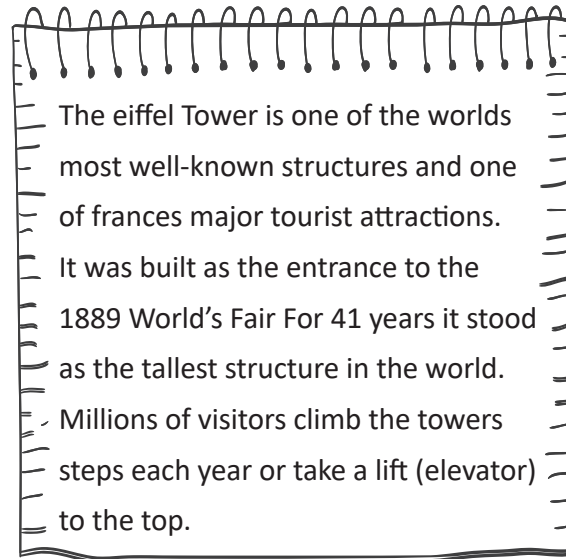 The eiffel Tower is one of the worlds
most well-known structures and one
of frances major tourist attractions.
It was built as the entrance to the
1889 World’s Fair For 41 years it stood
as the tallest structure in the world.
Millions of visitors climb the towers
steps each year or take a lift (elevator)
to the top.